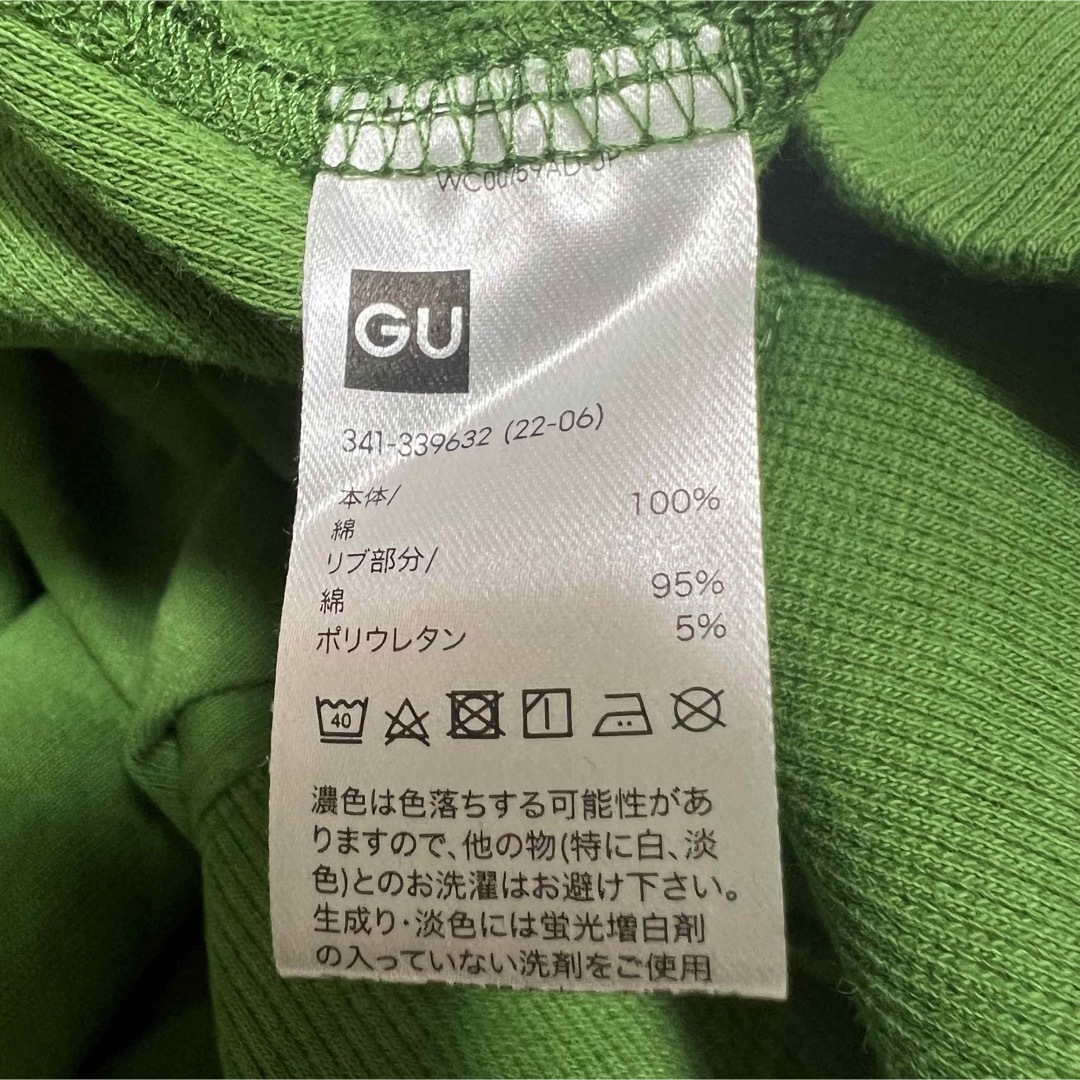 GU
341-339632 (22-06)
本体/
綿 100%
リブ部分/
綿 95%
ポリウレタン 5%
40
濃色は色落ちする可能性があ
りますので、他の物(特に白、淡
色)とのお洗濯はお避け下さい。
生成り・淡色には蛍光増白剤
の入っていない洗剤をご使用